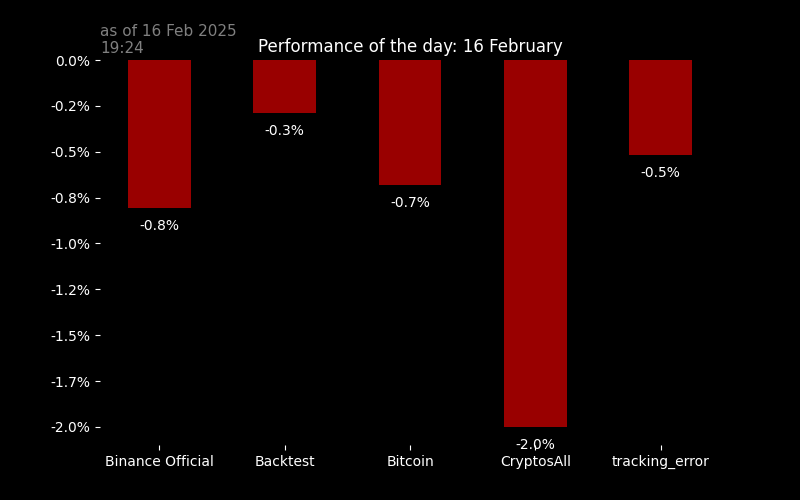 as of 16 Feb 2025
19:24
Performance of the day: 16 February
0.0%
-0.2%
-0.5%
-0.8%
-1.0%
-1.2%
-1.5%
-1.7%
-2.0%
-0.8%
-0.3%
-0.7%
-2.0%
-0.5%
Binance Official
Backtest
Bitcoin
CryptosAll
tracking_error